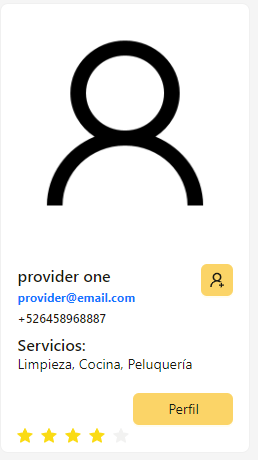 provider one
provider@email.com
+526458968887
Servicios:
Limpieza, Cocina, Peluquería
Perfil